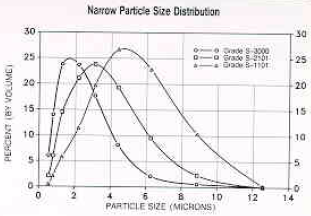 Narrow Particle Size Distribution
30
25
20
15
10
5
0
PERCENT (BY VOLUME)
30
25
20
15
10
5
0
Grade S-3000
Grade S-2101
Grade S-1101
0 2 4 6 8 10 12 14
PARTICLE SIZE (MICRONS)